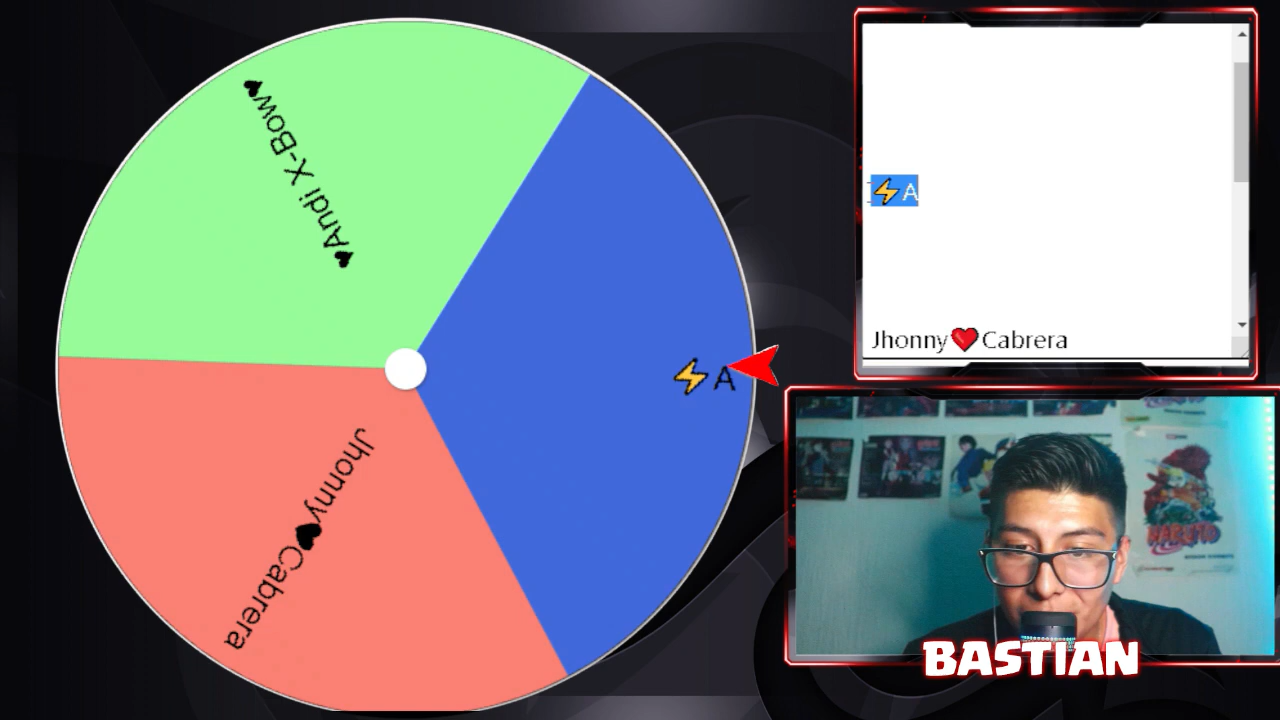 ♥Andi X-Bow♥
⚡A
Jhonny♥Cabrera
⚡A
Jhonny❤️Cabrera
NARUTO
BASTIAN